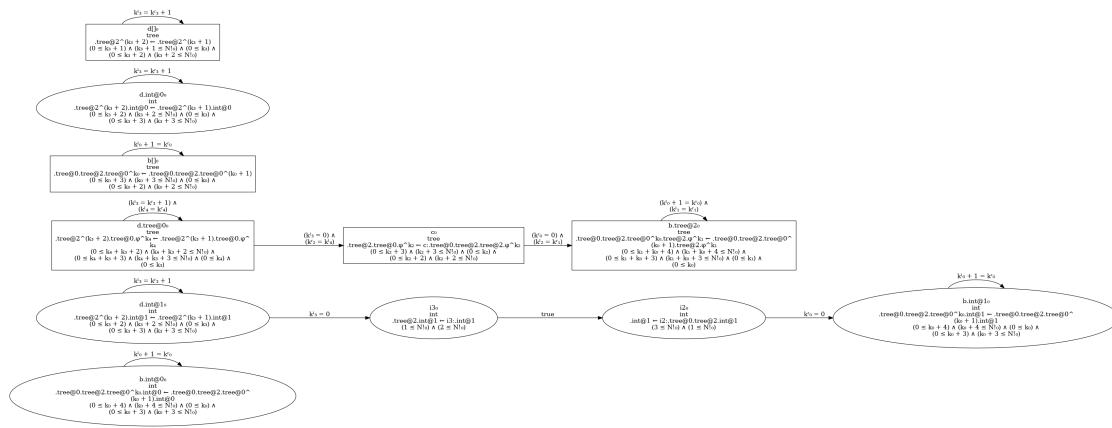 k'₃ = k'₃ + 1
d[]₀
tree
.tree@2^(k₃ + 2) ← .tree@2^(k₃ + 1)
(0 ≤ k₃ + 1) ∧ (k₃ + 1 ≤ N!₀) ∧ (0 ≤ k₃) ∧
(0 ≤ k₃ + 2) ∧ (k₃ + 2 ≤ N!₀)
k'₃ = k'₃ + 1
d.int@0₀
int
.tree@2^(k₃ + 2).int@0 ← .tree@2^(k₃ + 1).int@0
(0 ≤ k₃ + 2) ∧ (k₃ + 2 ≤ N!₀) ∧ (0 ≤ k₃) ∧
(0 ≤ k₃ + 3) ∧ (k₃ + 3 ≤ N!₀)
k'₀ + 1 = k'₀
b[]₀
tree
.tree@0.tree@2.tree@0^k₀ ← .tree@0.tree@2.tree@0^(k₀ + 1)
(0 ≤ k₀ + 3) ∧ (k₀ + 3 ≤ N!₀) ∧ (0 ≤ k₀) ∧
(0 ≤ k₀ + 2) ∧ (k₀ + 2 ≤ N!₀)
(k'₃ = k'₃ + 1) ∧
(k'₄ = k'₄)
d.tree@0₀
tree
.tree@2^(k₃ + 2).tree@0.φ^k₄ ← .tree@2^(k₃ + 1).tree@0.φ^
k₄
(0 ≤ k₄ + k₃ + 2) ∧ (k₄ + k₃ + 2 ≤ N!₀) ∧
(0 ≤ k₄ + k₃ + 3) ∧ (k₄ + k₃ + 3 ≤ N!₀) ∧ (0 ≤ k₄) ∧
(0 ≤ k₃)
(k'₃ = 0) ∧
(k'₂ = k'₄)
c₀
tree
.tree@2.tree@0.φ^k₂ ← c:.tree@0.tree@2.tree@2.φ^k₂
(0 ≤ k₂ + 3) ∧ (k₂ + 3 ≤ N!₀) ∧ (0 ≤ k₂) ∧
(0 ≤ k₂ + 2) ∧ (k₂ + 2 ≤ N!₀)
(k'₀ = 0) ∧
(k'₂ = k'₁)
(k'₀ + 1 = k'₀) ∧
(k'₁ = k'₁)
b.tree@2₀
tree
.tree@0.tree@2.tree@0^k₀.tree@2.φ^k₁ ← .tree@0.tree@2.tree@0^
(k₀ + 1).tree@2.φ^k₁
(0 ≤ k₁ + k₀ + 4) ∧ (k₁ + k₀ + 4 ≤ N!₀) ∧
(0 ≤ k₁ + k₀ + 3) ∧ (k₁ + k₀ + 3 ≤ N!₀) ∧ (0 ≤ k₁) ∧
(0 ≤ k₀)
k'₃ = k'₃ + 1
d.int@1₀
int
.tree@2^(k₃ + 2).int@1 ← .tree@2^(k₃ + 1).int@1
(0 ≤ k₃ + 2) ∧ (k₃ + 2 ≤ N!₀) ∧ (0 ≤ k₃) ∧
(0 ≤ k₃ + 3) ∧ (k₃ + 3 ≤ N!₀)
k'₃ = 0
i3₀
int
.tree@2.int@1 ← i3:.int@1
(1 ≤ N!₀) ∧ (2 ≤ N!₀)
true
i2₀
int
.int@1 ← i2:.tree@0.tree@2.int@1
(3 ≤ N!₀) ∧ (1 ≤ N!₀)
k'₀ = 0
k'₀ + 1 = k'₀
b.int@1₀
int
.tree@0.tree@2.tree@0^k₀.int@1 ← .tree@0.tree@2.tree@0^
(k₀ + 1).int@1
(0 ≤ k₀ + 4) ∧ (k₀ + 4 ≤ N!₀) ∧ (0 ≤ k₀) ∧
(0 ≤ k₀ + 3) ∧ (k₀ + 3 ≤ N!₀)
k'₀ + 1 = k'₀
b.int@0₀
int
.tree@0.tree@2.tree@0^k₀.int@0 ← .tree@0.tree@2.tree@0^
(k₀ + 1).int@0
(0 ≤ k₀ + 4) ∧ (k₀ + 4 ≤ N!₀) ∧ (0 ≤ k₀) ∧
(0 ≤ k₀ + 3) ∧ (k₀ + 3 ≤ N!₀)